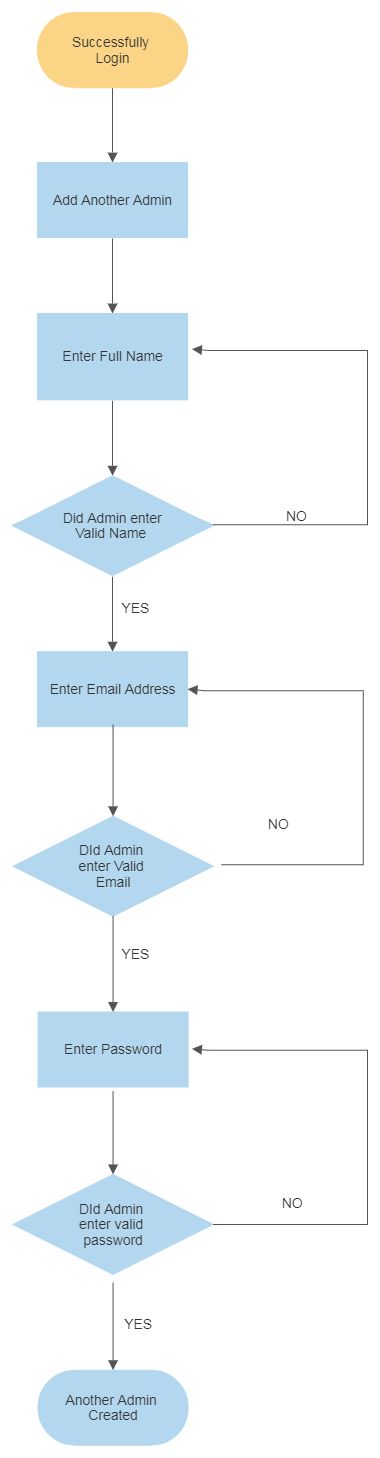 Successfully
Login
Add Another Admin
Enter Full Name
Did Admin enter
Valid Name
NO
YES
Enter Email Address
NO
DId Admin
enter Valid
Email
YES
Enter Password
NO
DId Admin
enter valid
password
YES
Another Admin
Created